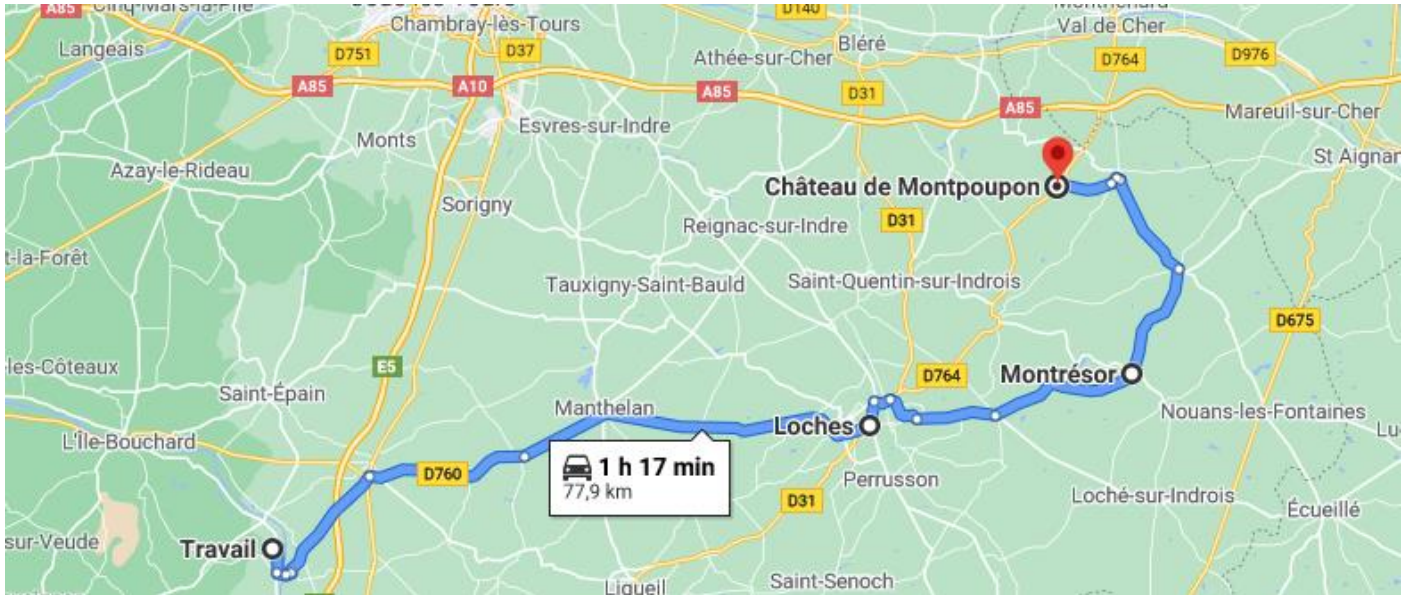 A85
Cinq-Mars-la-Pile
D140
Montrichard
Chambray-lès-Tours
Val de Cher
Langeais
D751
D37
Bléré
Athée-sur-Cher
D764
D976
A85
A10
A85
D31
A85
Mareuil-sur-Cher
Esvres-sur-Indre
Monts
Azay-le-Rideau
St Aignan
Château de Montpoupon
Sorigny
Reignac-sur-Indre
D31
t-la-Forêt
Tauxigny-Saint-Bauld
Saint-Quentin-sur-Indrois
D675
-les-Côteaux
E5
Saint-Épain
D764
Montrésor
Manthelan
Nouans-les-Fontaines
L'Île-Bouchard
Loches
Lu
D760
1 h 17 min
77,9 km
Perrusson
D31
Loché-sur-Indrois
Écueillé
sur-Veude
Travail
Ligueil
Saint-Senoch